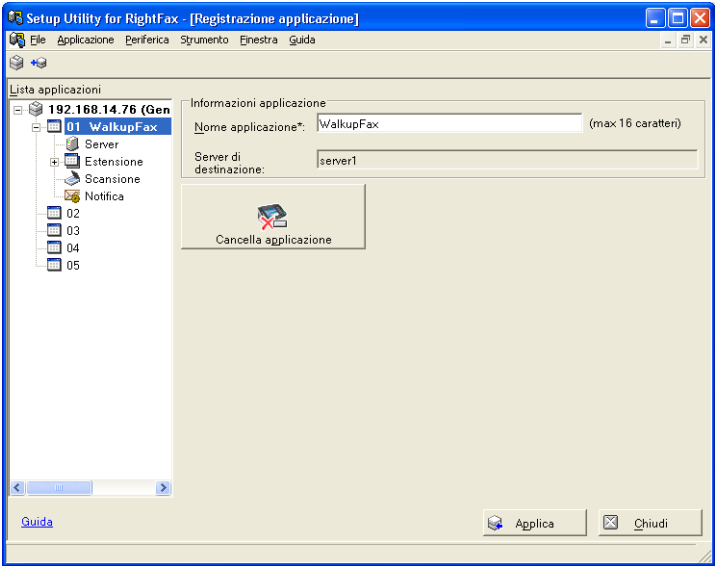 Setup Utility for RightFax - [Registrazione applicazione]
File Applicazione Periferica Strumento Finestra Guida
Lista applicazioni
192.168.14.76 (Gen
01 WalkupFax
Server
Estensione
Scansione
Notifica
02
03
04
05
Informazioni applicazione
Nome applicazione*: WalkupFax (max 16 caratteri)
Server di
destinazione: server1
Cancella applicazione
Guida
Applica Chiudi